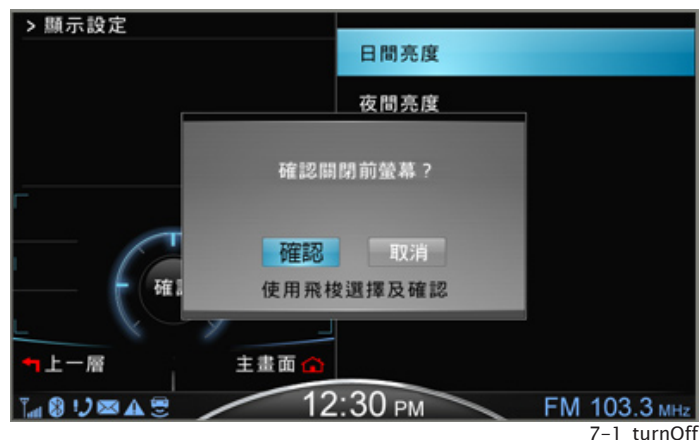 > 顯示設定
日間亮度
夜間亮度
確認關閉前螢幕？
確認 取消
使用飛梭選擇及確認
確
上一層 主畫面
12:30 PM FM 103.3 MHz
7-1 turnOff